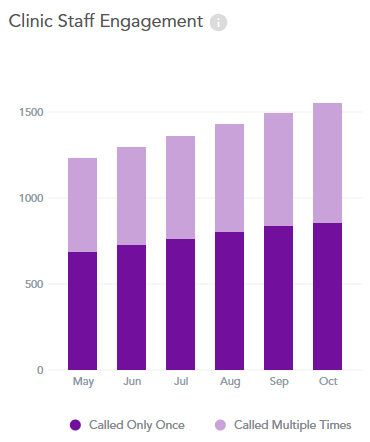 Clinic Staff Engagement i
1500
1000
500
0
May Jun Jul Aug Sep Oct
Called Only Once Called Multiple Times